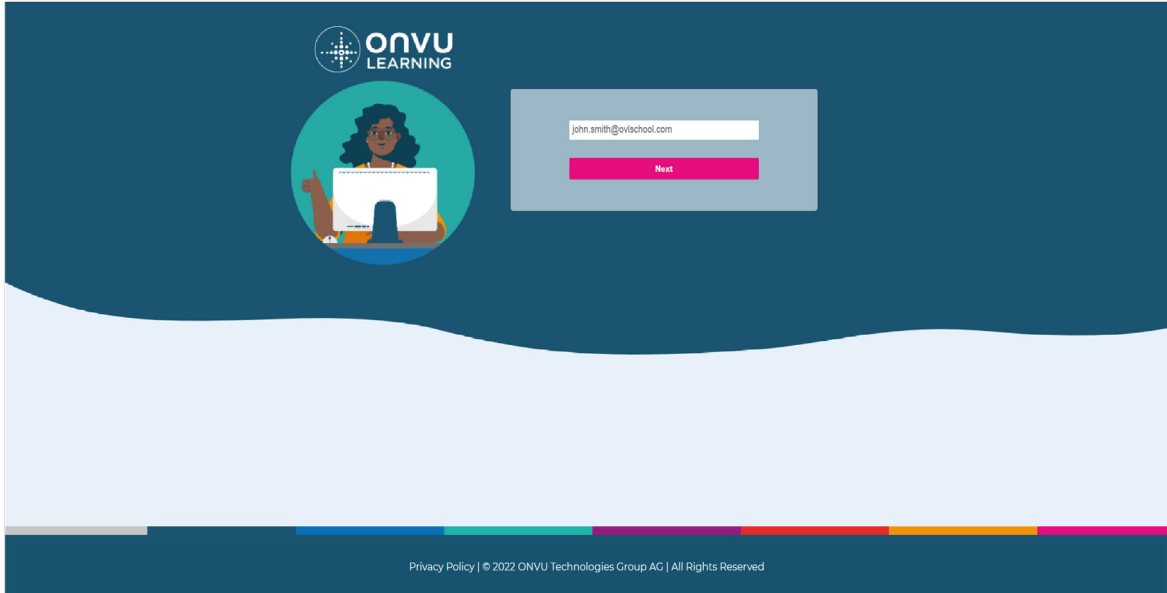 ONVU
LEARNING
john.smith@ovlschool.com
Next
Privacy Policy | © 2022 ONVU Technologies Group AG | All Rights Reserved